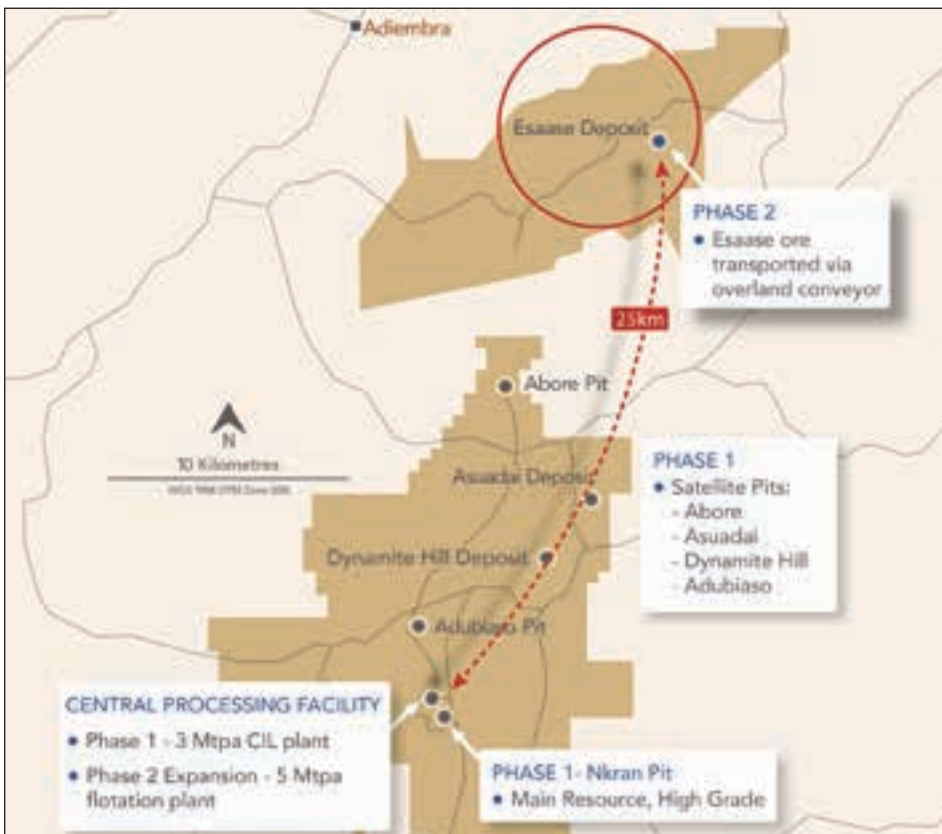 Adiembra
Esaase Deposit
PHASE 2
• Esaase ore
transported via
overland conveyor
25km
Abore Pit
N
10 Kilometres
Asuadai Deposit
PHASE 1
• Satellite Pits:
- Abore
- Asuadai
- Dynamite Hill
- Adubiaso
Dynamite Hill Deposit
Adubiaso Pit
CENTRAL PROCESSING FACILITY
• Phase 1 - 3 Mtpa CIL plant
• Phase 2 Expansion - 5 Mtpa
flotation plant
PHASE 1- Nkran Pit
• Main Resource, High Grade